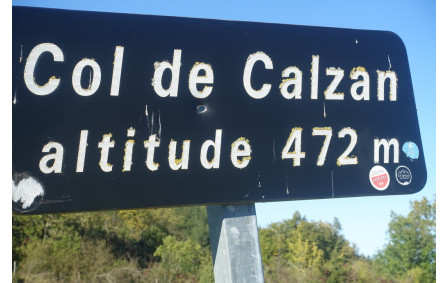 Col de Calzan
altitude 472 m